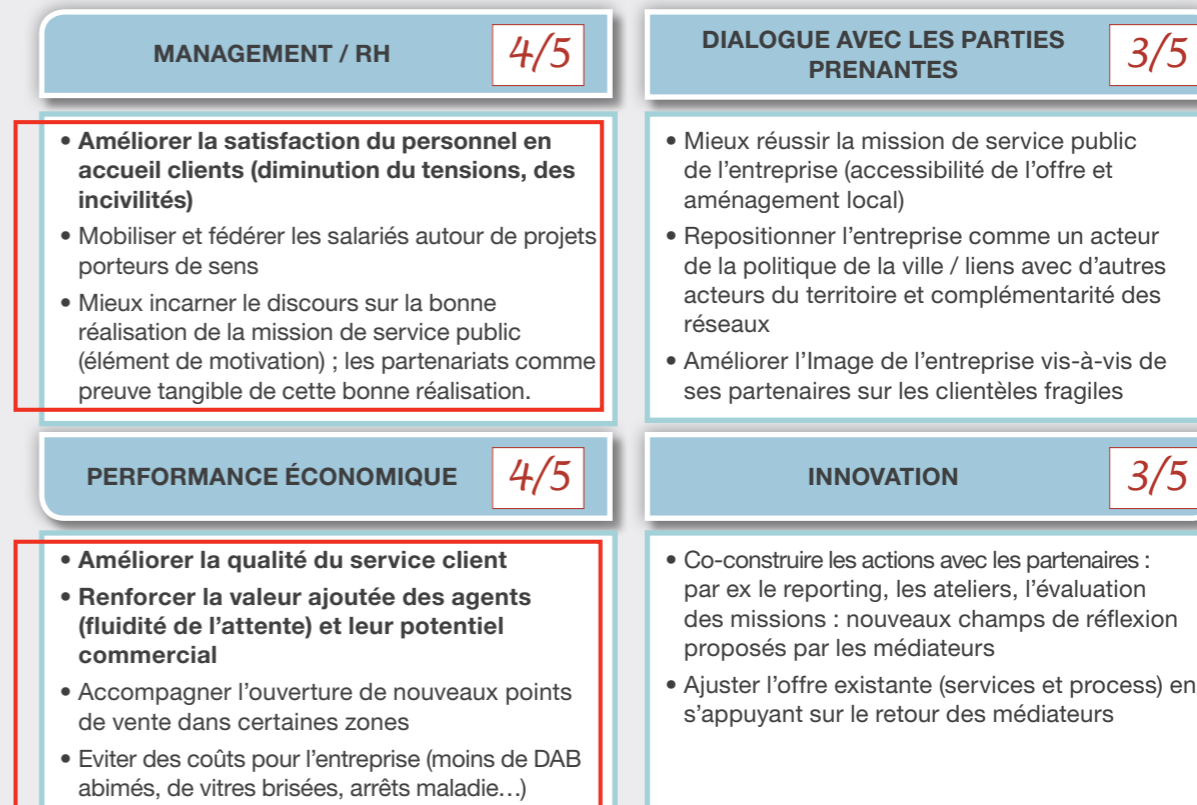 MANAGEMENT / RH
4/5
• Améliorer la satisfaction du personnel en
accueil clients (diminution du tensions, des
incivilités)
• Mobiliser et fédérer les salariés autour de projets
porteurs de sens
• Mieux incarner le discours sur la bonne
réalisation de la mission de service public
(élément de motivation) ; les partenariats comme
preuve tangible de cette bonne réalisation.
DIALOGUE AVEC LES PARTIES
PRENANTES
3/5
• Mieux réussir la mission de service public
de l’entreprise (accessibilité de l’offre et
aménagement local)
• Repositionner l’entreprise comme un acteur
de la politique de la ville / liens avec d’autres
acteurs du territoire et complémentarité des
réseaux
• Améliorer l’Image de l’entreprise vis-à-vis de
ses partenaires sur les clientèles fragiles
PERFORMANCE ÉCONOMIQUE
4/5
• Améliorer la qualité du service client
• Renforcer la valeur ajoutée des agents
(fluidité de l’attente) et leur potentiel
commercial
• Accompagner l’ouverture de nouveaux points
de vente dans certaines zones
• Eviter des coûts pour l’entreprise (moins de DAB
abimés, de vitres brisées, arrêts maladie…)
INNOVATION
3/5
• Co-construire les actions avec les partenaires :
par ex le reporting, les ateliers, l’évaluation
des missions : nouveaux champs de réflexion
proposés par les médiateurs
• Ajuster l’offre existante (services et process) en
s’appuyant sur le retour des médiateurs